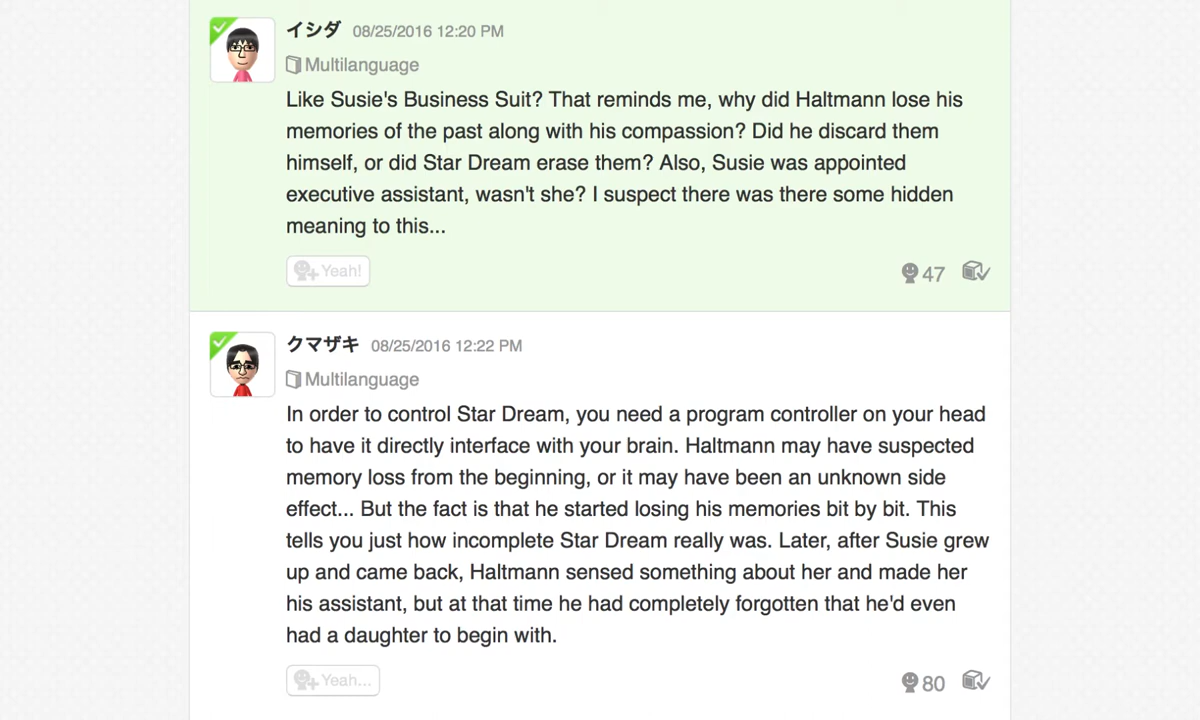 イシダ 08/25/2016 12:20 PM
Multilanguage
Like Susie's Business Suit? That reminds me, why did Haltmann lose his
memories of the past along with his compassion? Did he discard them
himself, or did Star Dream erase them? Also, Susie was appointed
executive assistant, wasn't she? I suspect there was there some hidden
meaning to this...
Yeah! 47
クマザキ 08/25/2016 12:22 PM
Multilanguage
In order to control Star Dream, you need a program controller on your head
to have it directly interface with your brain. Haltmann may have suspected
memory loss from the beginning, or it may have been an unknown side
effect... But the fact is that he started losing his memories bit by bit. This
tells you just how incomplete Star Dream really was. Later, after Susie grew
up and came back, Haltmann sensed something about her and made her
his assistant, but at that time he had completely forgotten that he'd even
had a daughter to begin with.
Yeah... 80